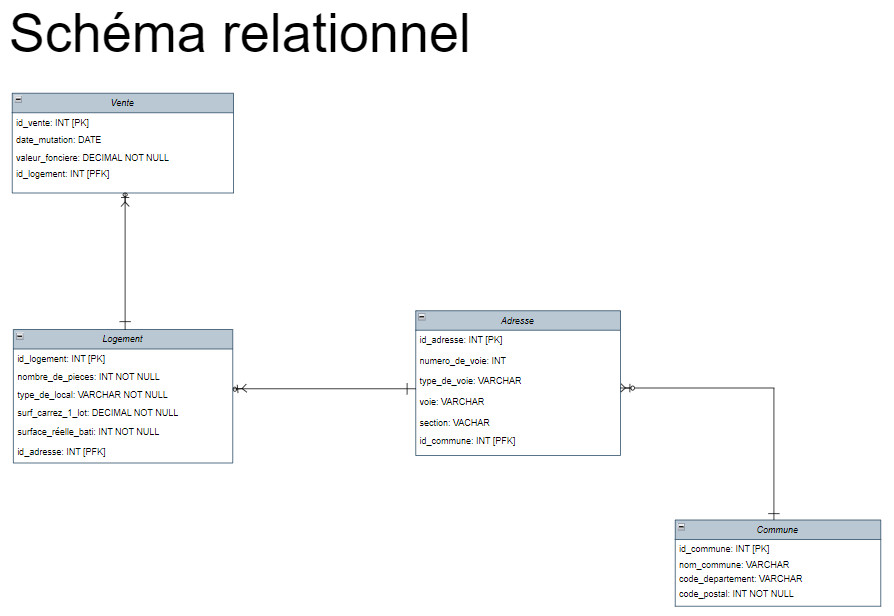 Schéma relationnel
Vente
id_vente: INT [PK]
date_mutation: DATE
valeur_fonciere: DECIMAL NOT NULL
id_logement: INT [PFK]
Logement
id_logement: INT [PK]
nombre_de_pieces: INT NOT NULL
type_de_local: VARCHAR NOT NULL
surf_carrez_1_lot: DECIMAL NOT NULL
surface_réelle_bati: INT NOT NULL
id_adresse: INT [PFK]
Adresse
id_adresse: INT [PK]
numero_de_voie: INT
type_de_voie: VARCHAR
voie: VARCHAR
section: VACHAR
id_commune: INT [PFK]
Commune
id_commune: INT [PK]
nom_commune: VARCHAR
code_departement: VARCHAR
code_postal: INT NOT NULL